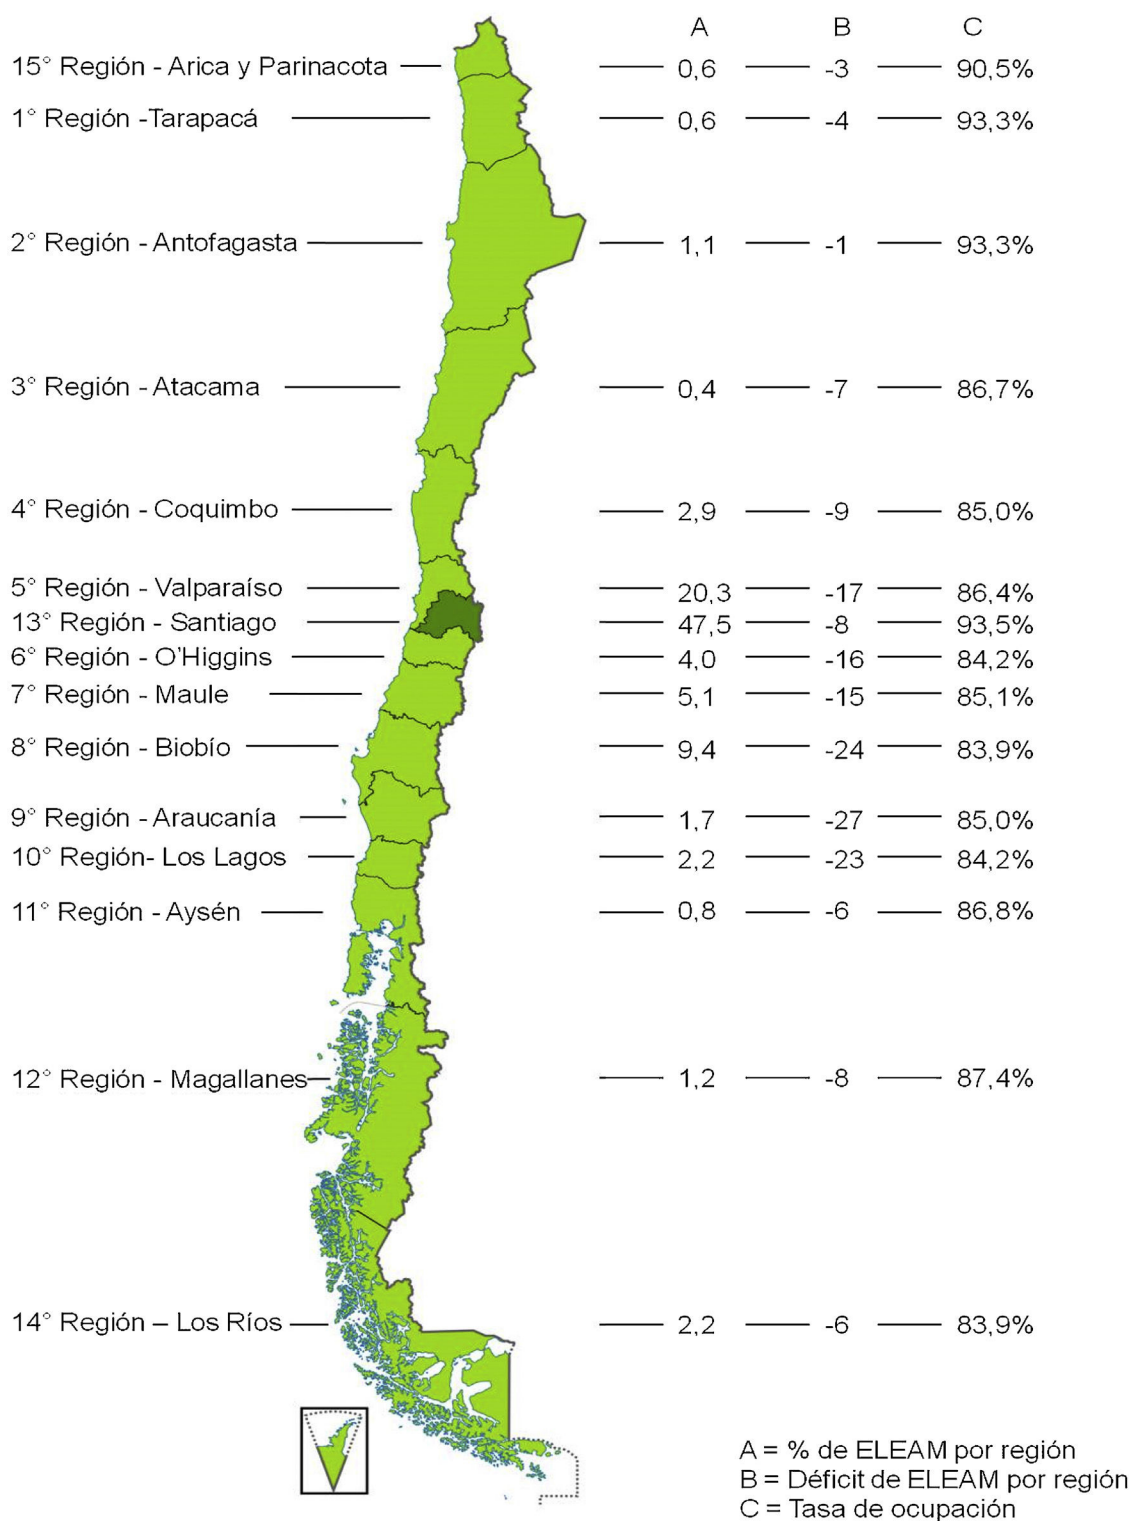 A B C
15° Región - Arica y Parinacota 0,6 -3 90,5%
1° Región -Tarapacá 0,6 -4 93,3%
2° Región - Antofagasta 1,1 -1 93,3%
3° Región - Atacama 0,4 -7 86,7%
4° Región - Coquimbo 2,9 -9 85,0%
5° Región - Valparaíso 20,3 -17 86,4%
13° Región - Santiago 47,5 -8 93,5%
6° Región - O'Higgins 4,0 -16 84,2%
7° Región - Maule 5,1 -15 85,1%
8° Región - Biobío 9,4 -24 83,9%
9° Región - Araucanía 1,7 -27 85,0%
10° Región- Los Lagos 2,2 -23 84,2%
11° Región - Aysén 0,8 -6 86,8%
12° Región - Magallanes 1,2 -8 87,4%
14° Región – Los Ríos 2,2 -6 83,9%
A = % de ELEAM por región
B = Déficit de ELEAM por región
C = Tasa de ocupación